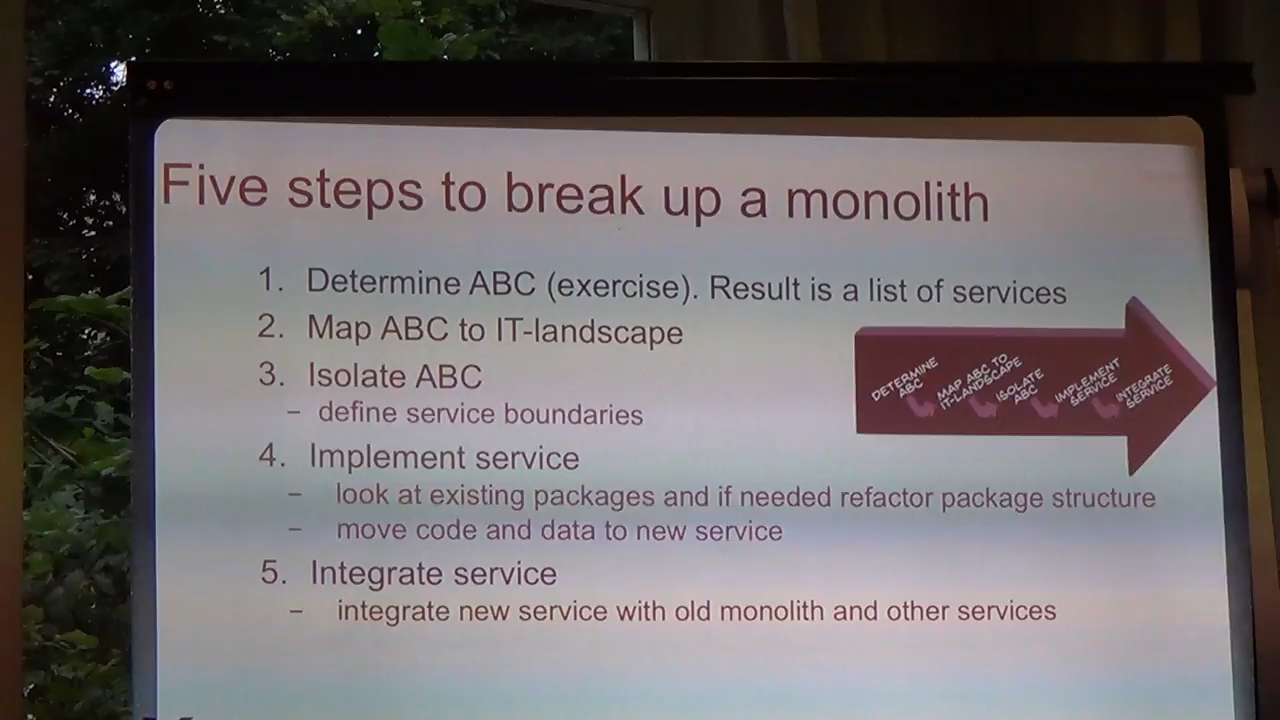 Five steps to break up a monolith
1. Determine ABC (exercise). Result is a list of services
2. Map ABC to IT-landscape
3. Isolate ABC
– define service boundaries
4. Implement service
– look at existing packages and if needed refactor package structure
– move code and data to new service
5. Integrate service
– integrate new service with old monolith and other services
DETERMINE
ABC
MAP ABC TO
IT-LANDSCAPE
ISOLATE
ABC
IMPLEMENT
SERVICE
INTEGRATE
SERVICE